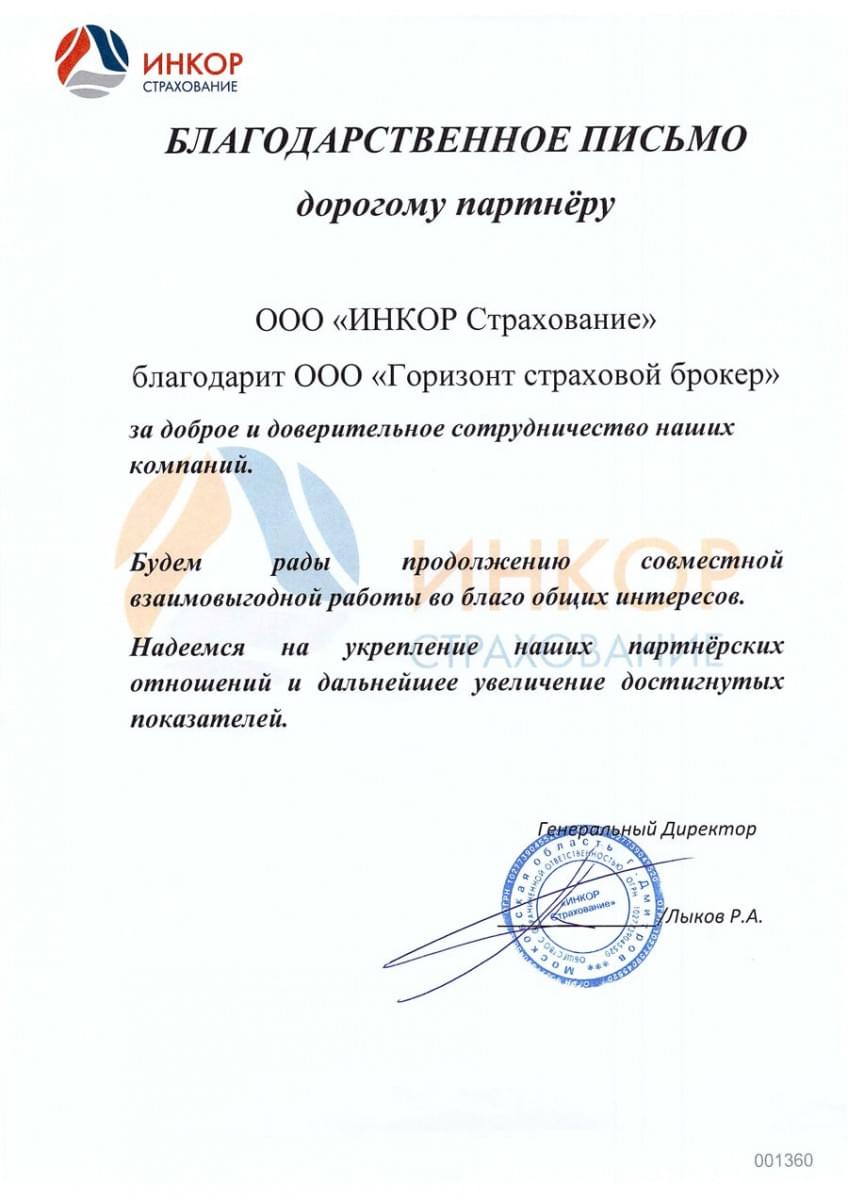 ИНКОР
СТРАХОВАНИЕ
БЛАГОДАРСТВЕННОЕ ПИСЬМО
дорогому партнёру
ООО «ИНКОР Страхование»
благодарит ООО «Горизонт страховой брокер»
за доброе и доверительное сотрудничество наших
компаний.
ИНКОР
СТРАХОВАНИЕ
Будем рады продолжению совместной
взаимовыгодной работы во благо общих интересов.
Надеемся на укрепление наших партнёрских
отношений и дальнейшее увеличение достигнутых
показателей.
Генеральный Директор
Московская область г. Дмитров
ОБЩЕСТВО С ОГРАНИЧЕННОЙ ОТВЕТСТВЕННОСТЬЮ
«ИНКОР
Страхование»
/Лыков Р.А.
001360